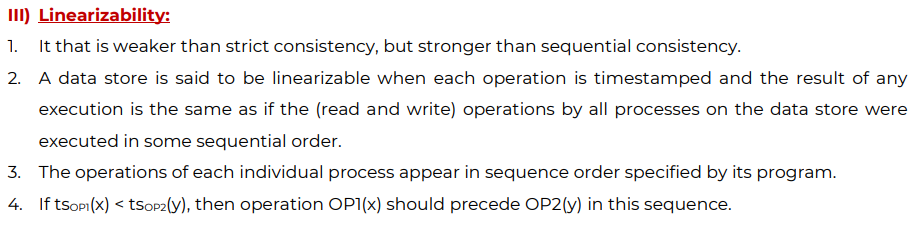 III) Linearizability:
1. It that is weaker than strict consistency, but stronger than sequential consistency.
2. A data store is said to be linearizable when each operation is timestamped and the result of any
execution is the same as if the (read and write) operations by all processes on the data store were
executed in some sequential order.
3. The operations of each individual process appear in sequence order specified by its program.
4. If tsOP1(x) < tsOP2(y), then operation OP1(x) should precede OP2(y) in this sequence.